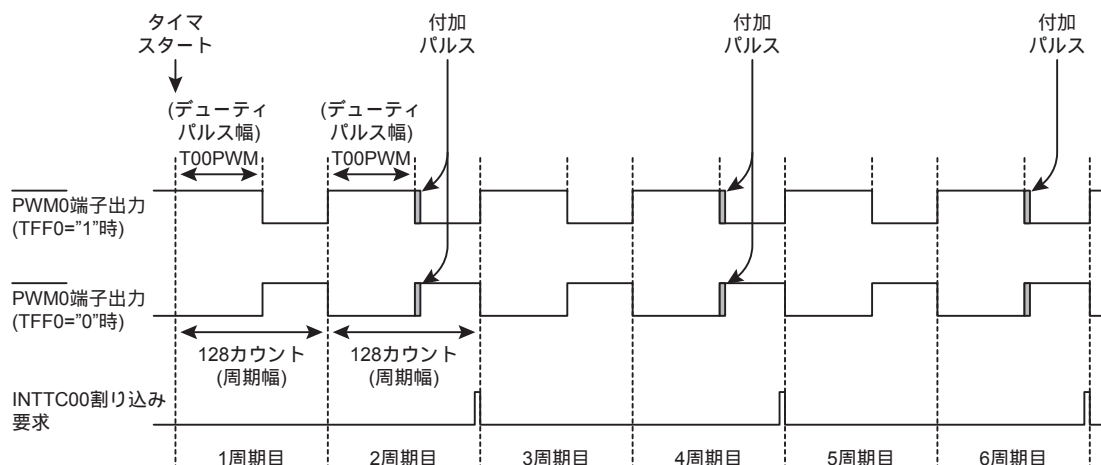 タイマ
スタート
付加
パルス
付加
パルス
付加
パルス
(デューティ
パルス幅)
T00PWM
(デューティ
パルス幅)
T00PWM
PWM0端子出力
(TFF0=”1”時)
PWM0端子出力
(TFF0=”0”時)
128カウント
(周期幅)
128カウント
(周期幅)
INTTC00割り込み
要求
1周期目
2周期目
3周期目
4周期目
5周期目
6周期目